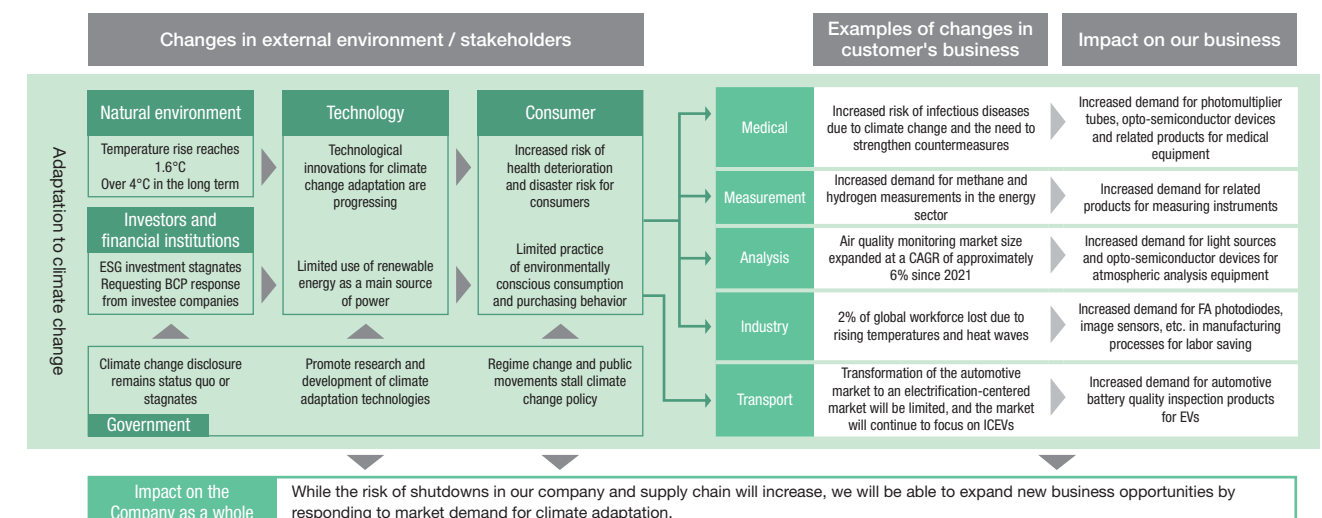 Changes in external environment / stakeholders
Examples of changes in
customer's business
Impact on our business
Adaptation to climate change
Natural environment
Temperature rise reaches
1.6°C
Over 4°C in the long term
Investors and
financial institutions
ESG investment stagnates
Requesting BCP response
from investee companies
Technology
Technological
innovations for climate
change adaptation are
progressing
Limited use of renewable
energy as a main source
of power
Consumer
Increased risk of
health deterioration
and disaster risk for
consumers
Limited practice
of environmentally
conscious consumption
and purchasing behavior
Climate change disclosure
remains status quo or
stagnates
Promote research and
development of climate
adaptation technologies
Regime change and public
movements stall climate
change policy
Government
Medical
Increased risk of infectious diseases
due to climate change and the need to
strengthen countermeasures
Increased demand for photomultiplier
tubes, opto-semiconductor devices
and related products for medical
equipment
Measurement
Increased demand for methane and
hydrogen measurements in the energy
sector
Increased demand for related
products for measuring instruments
Analysis
Air quality monitoring market size
expanded at a CAGR of approximately
6% since 2021
Increased demand for light sources
and opto-semiconductor devices for
atmospheric analysis equipment
Industry
2% of global workforce lost due to
rising temperatures and heat waves
Increased demand for FA photodiodes,
image sensors, etc. in manufacturing
processes for labor saving
Transport
Transformation of the automotive
market to an electrification-centered
market will be limited, and the market
will continue to focus on ICEVs
Increased demand for automotive
battery quality inspection products
for EVs
Impact on the
Company as a whole
While the risk of shutdowns in our company and supply chain will increase, we will be able to expand new business opportunities by
responding to market demand for climate adaptation.